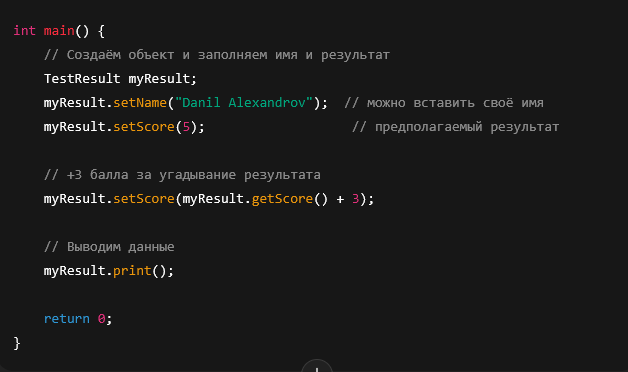 int main() {
    // Создаём объект и заполняем имя и результат
    TestResult myResult;
    myResult.setName("Danil Alexandrov");  // можно вставить своё имя
    myResult.setScore(5);                   // предполагаемый результат
    // +3 балла за угадывание результата
    myResult.setScore(myResult.getScore() + 3);
    // Выводим данные
    myResult.print();
    return 0;
}